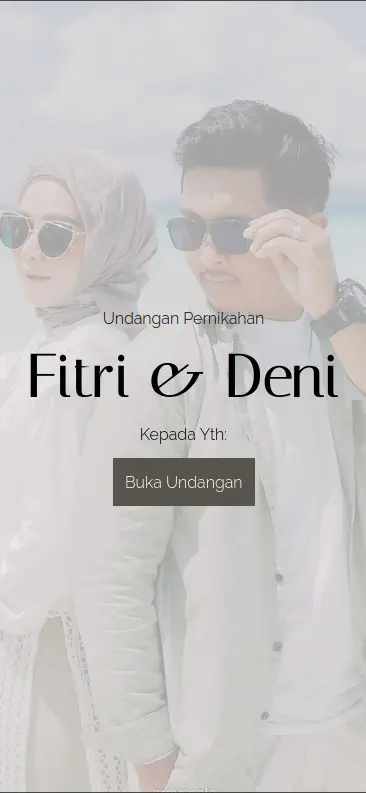 Undangan Pernikahan
Fitri & Deni
Kepada Yth:
Buka Undangan